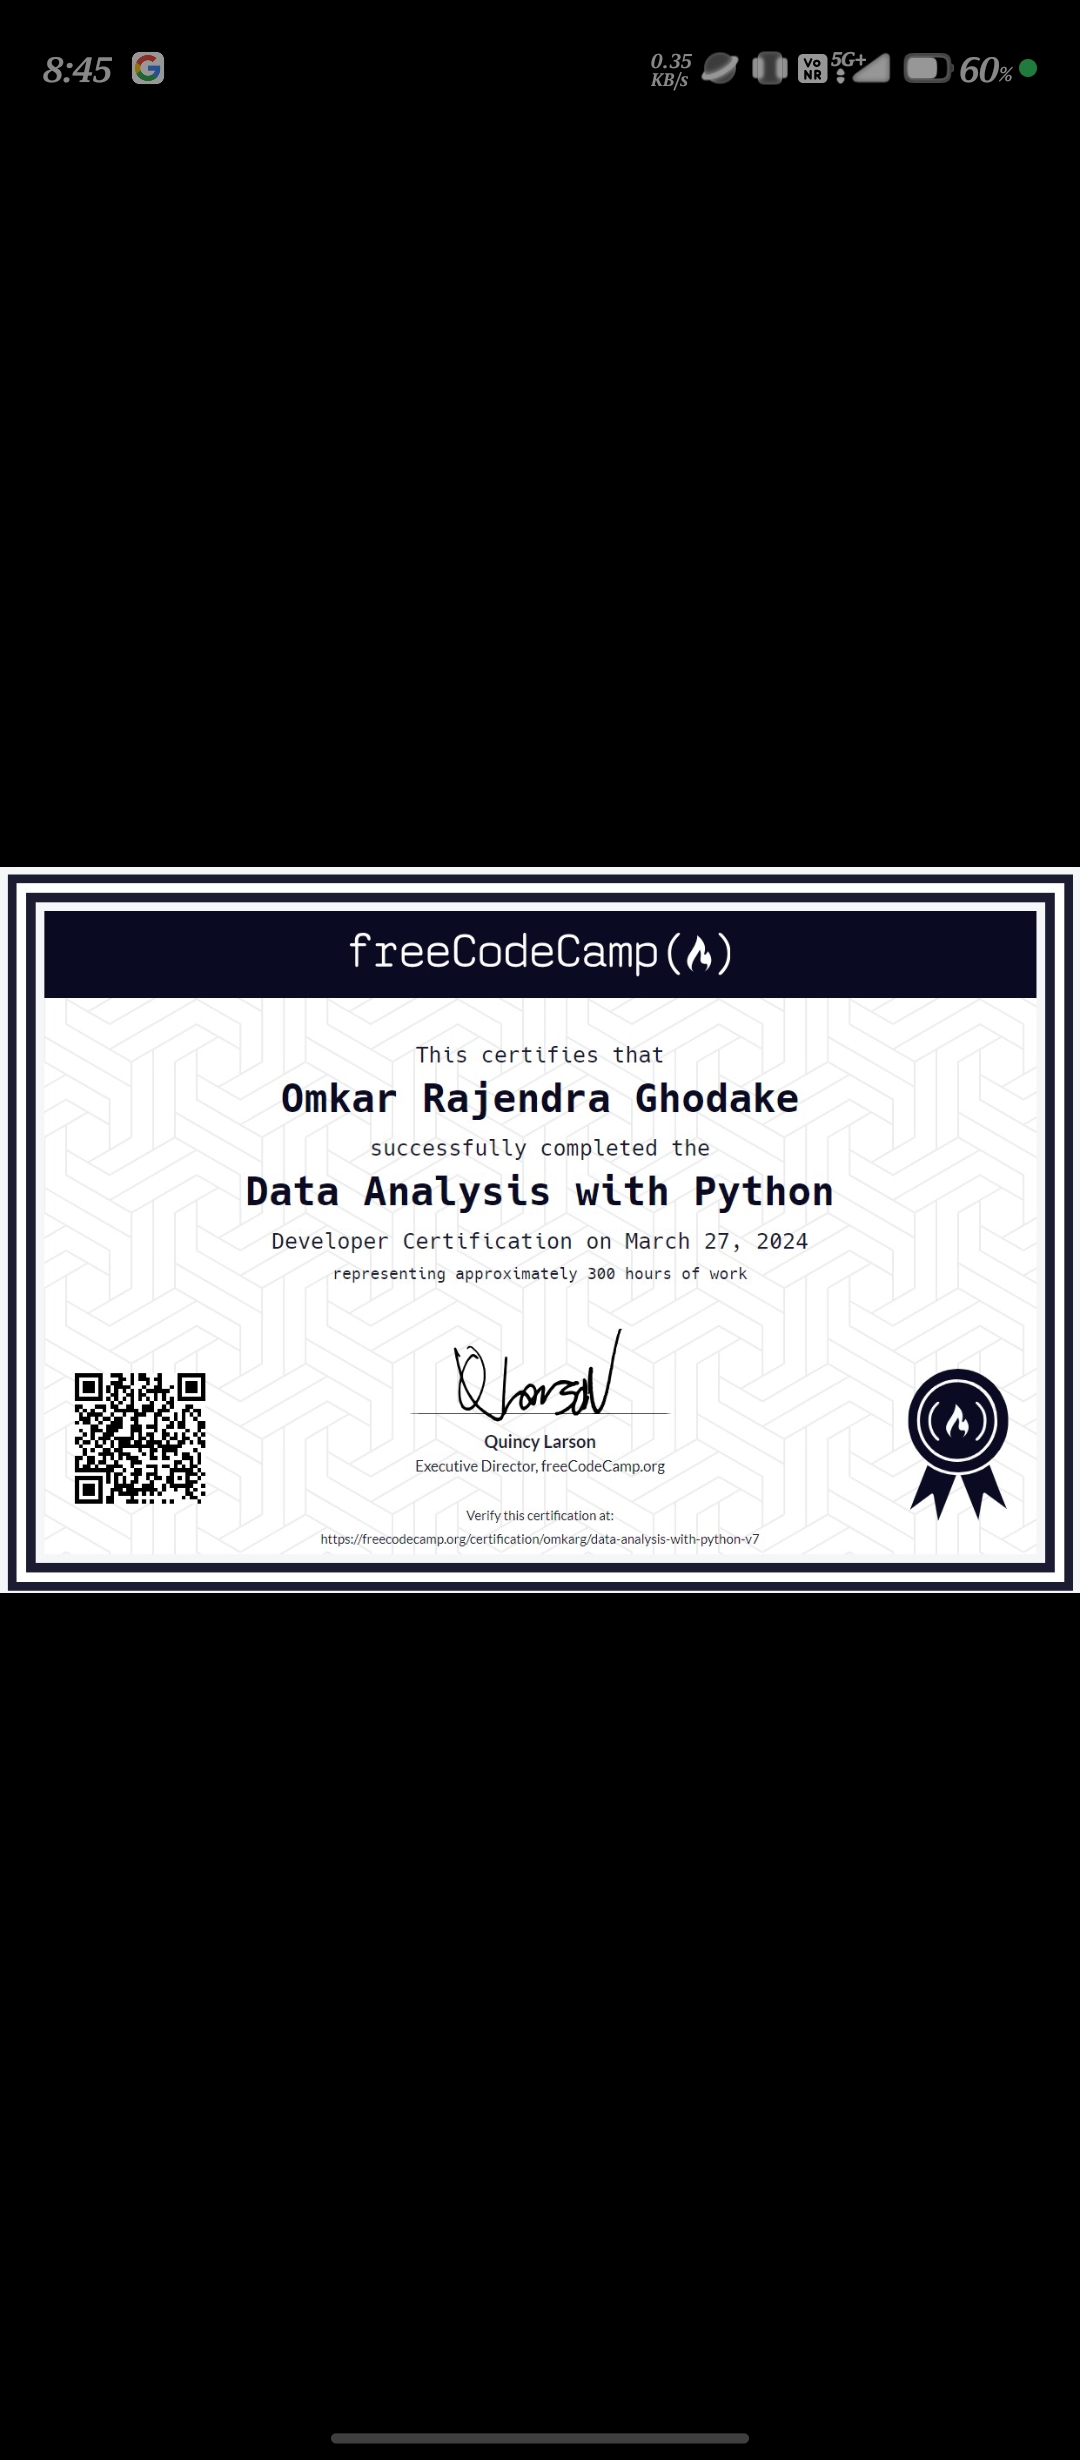 8:45
0.35
KB/s
Vo
NR
5G+
60%
freeCodeCamp
This certifies that
Omkar Rajendra Ghodake
successfully completed the
Data Analysis with Python
Developer Certification on March 27, 2024
representing approximately 300 hours of work
Quincy Larson
Executive Director, freeCodeCamp.org
Verify this certification at:
https://freecodecamp.org/certification/omkarg/data-analysis-with-python-v7